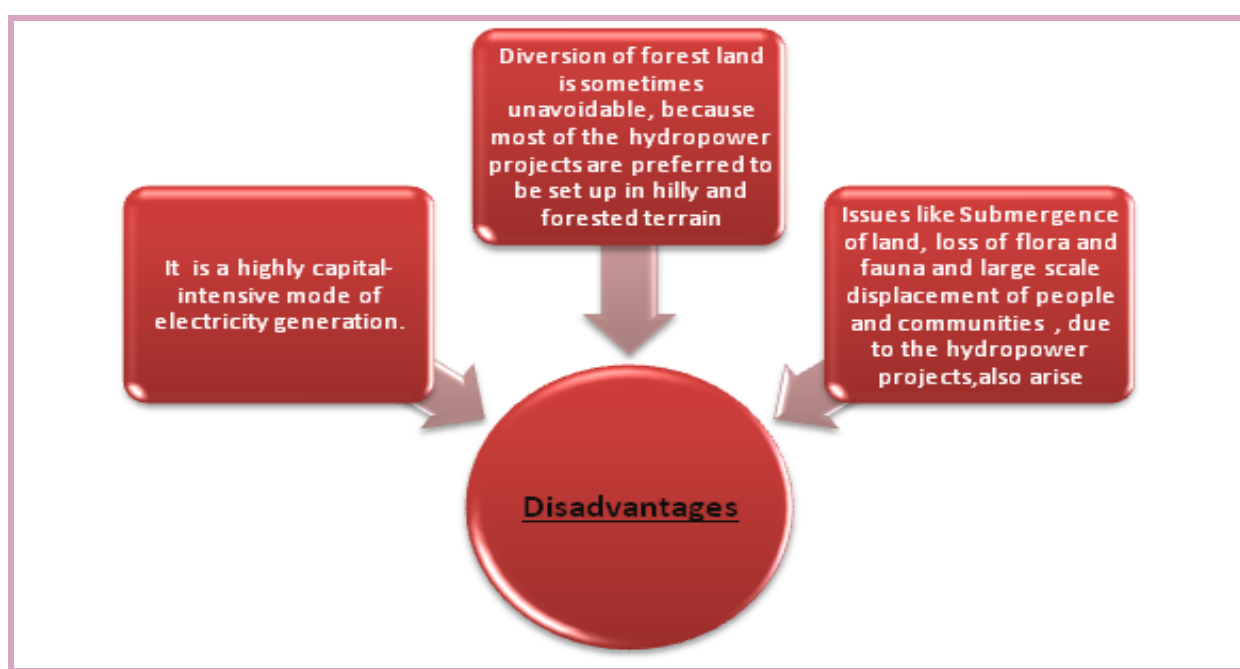 Diversion of forest land
is sometimes
unavoidable, because
most of the hydropower
projects are preferred to
be set up in hilly and
forested terrain
It is a highly capital-
intensive mode of
electricity generation.
Issues like Submergence
of land, loss of flora and
fauna and large scale
displacement of people
and communities , due
to the hydropower
projects,also arise
Disadvantages